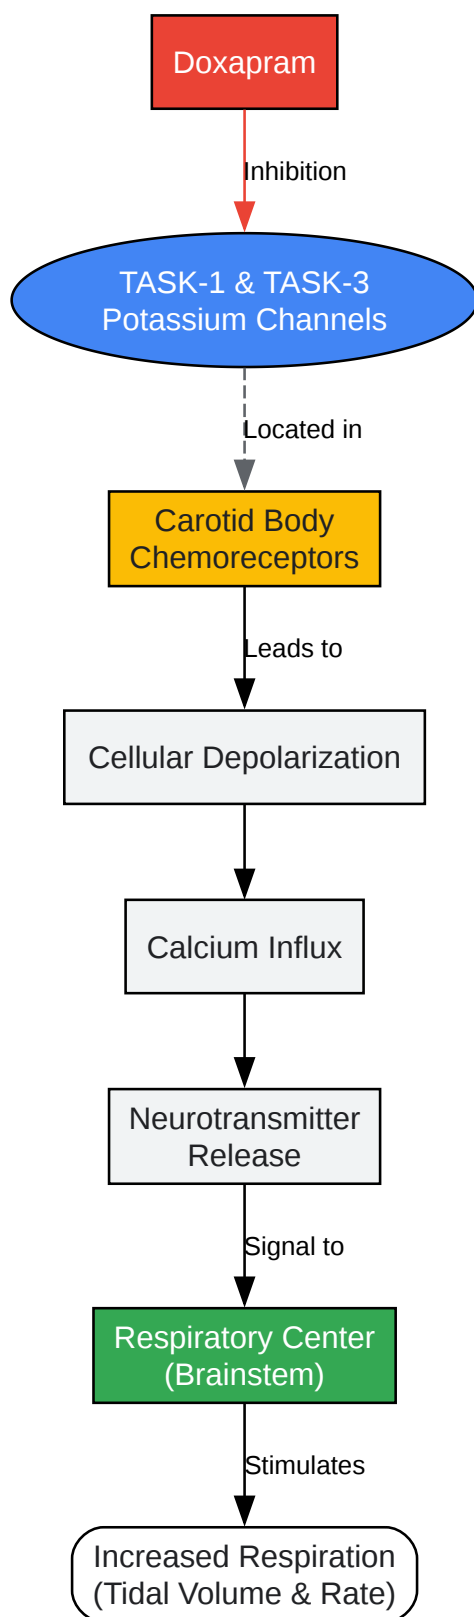 Doxapram
Inhibition
TASK-1 & TASK-3
Potassium Channels
Located in
Carotid Body
Chemoreceptors
Leads to
Cellular Depolarization
Calcium Influx
Neurotransmitter
Release
Signal to
Respiratory Center
(Brainstem)
Stimulates
Increased Respiration
(Tidal Volume & Rate)